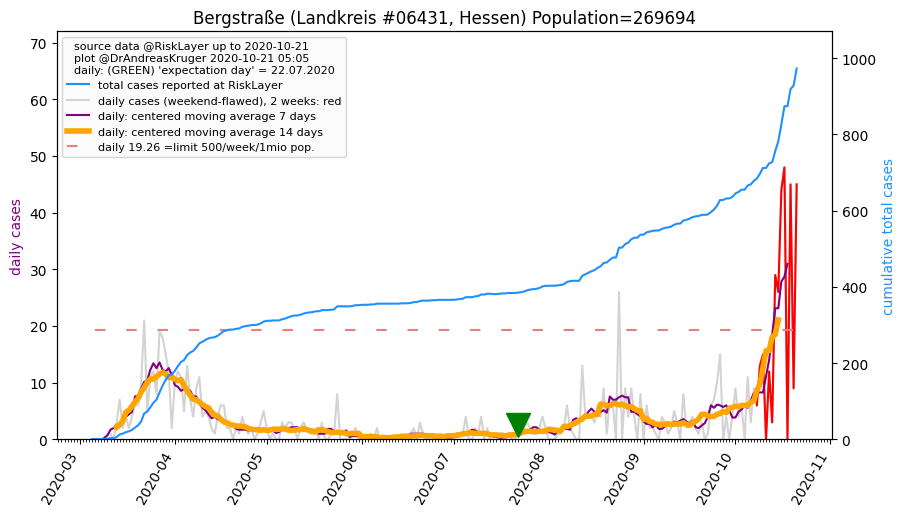 Bergstraße (Landkreis #06431, Hessen) Population=269694
source data @RiskLayer up to 2020-10-21
plot @DrAndreasKruger 2020-10-21 05:05
daily: (GREEN) 'expectation day' = 22.07.2020
total cases reported at RiskLayer
daily cases (weekend-flawed), 2 weeks: red
daily: centered moving average 7 days
daily: centered moving average 14 days
daily 19.26 =limit 500/week/1mio pop.
daily cases
70
60
50
40
30
20
10
0
cumulative total cases
1000
800
600
400
200
0
2020-03
2020-04
2020-05
2020-06
2020-07
2020-08
2020-09
2020-10
2020-11